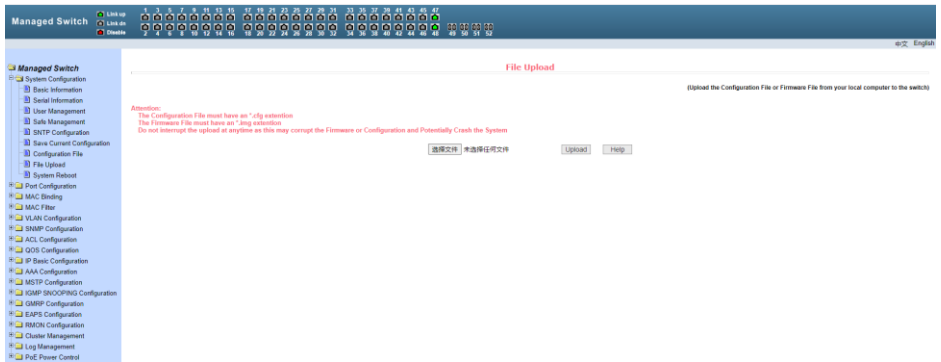 Managed Switch
Link up
Link dn
Disable
1 3 5 7 9 11 13 15 17 19 21 23 25 27 29 31 33 35 37 39 41 43 45 47
2 4 6 8 10 12 14 16 18 20 22 24 26 28 30 32 34 36 38 40 42 44 46 48 49 50 51 52
中文 English
Managed Switch
System Configuration
Basic Information
Serial Information
User Management
Safe Management
SNTP Configuration
Save Current Configuration
Configuration File
File Upload
System Reboot
Port Configuration
MAC Binding
MAC Filter
VLAN Configuration
SNMP Configuration
ACL Configuration
QOS Configuration
IP Basic Configuration
AAA Configuration
MSTP Configuration
IGMP SNOOPING Configuration
GMRP Configuration
EAPS Configuration
RMON Configuration
Cluster Management
Log Management
PoE Power Control
File Upload
(Upload the Configuration File or Firmware File from your local computer to the switch)
Attention:
The Configuration File must have an *.cfg extention
The Firmware File must have an *.img extention
Do not interrupt the upload at anytime as this may corrupt the Firmware or Configuration and Potentially Crash the System
选择文件 未选择任何文件 Upload Help